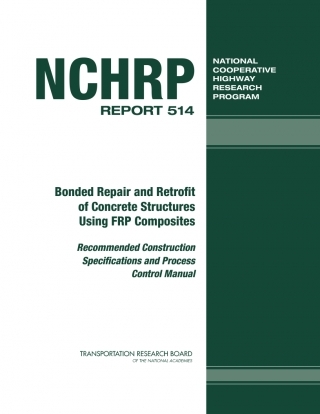 NCHRP
REPORT 514
NATIONAL
COOPERATIVE
HIGHWAY
RESEARCH
PROGRAM
Bonded Repair and Retrofit
of Concrete Structures
Using FRP Composites
Recommended Construction
Specifications and Process
Control Manual
TRANSPORTATION RESEARCH BOARD
OF THE NATIONAL ACADEMIES